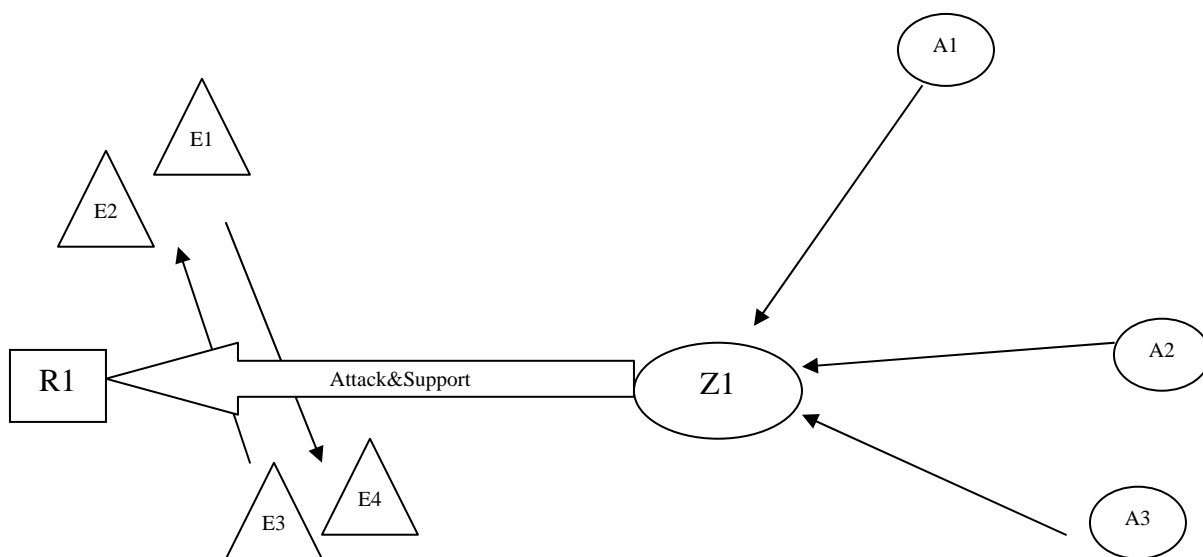 A1
E1
E2
R1
Attack&Support
Z1
A2
E4
E3
A3